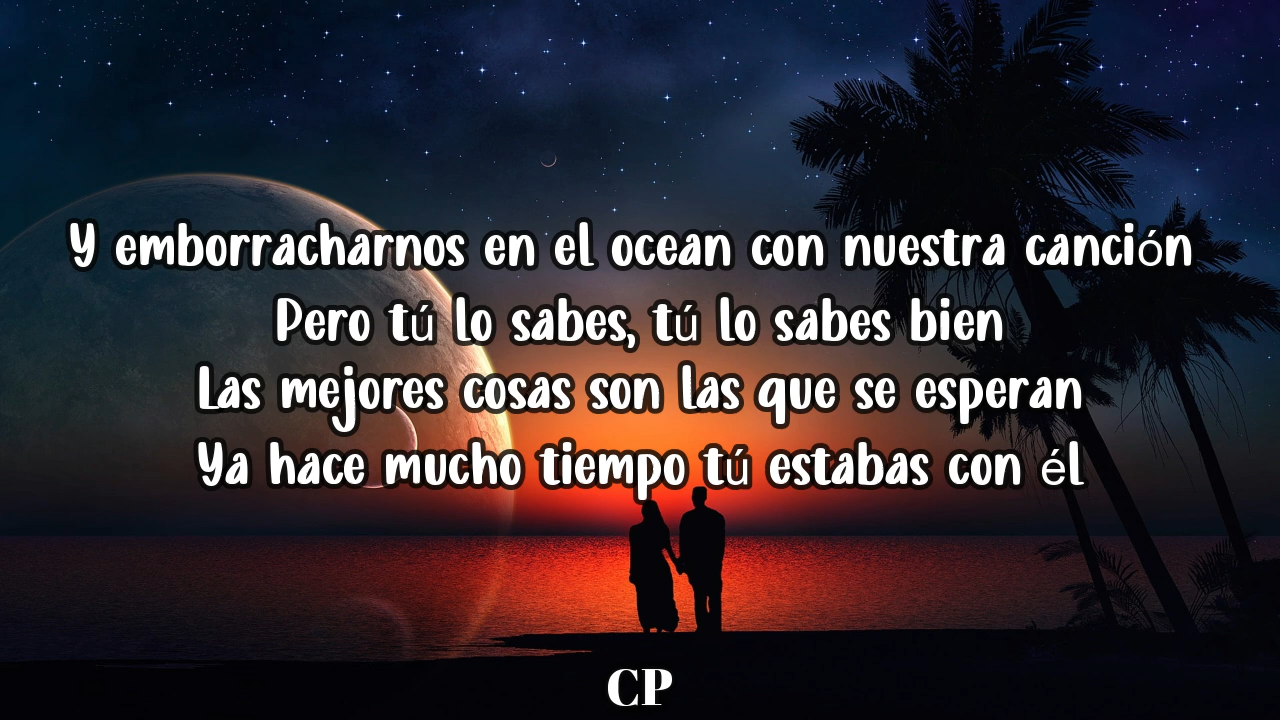 Y emborracharnos en el ocean con nuestra canción
Pero tú lo sabes, tú lo sabes bien
Las mejores cosas son las que se esperan
Ya hace mucho tiempo tú estabas con él
CP